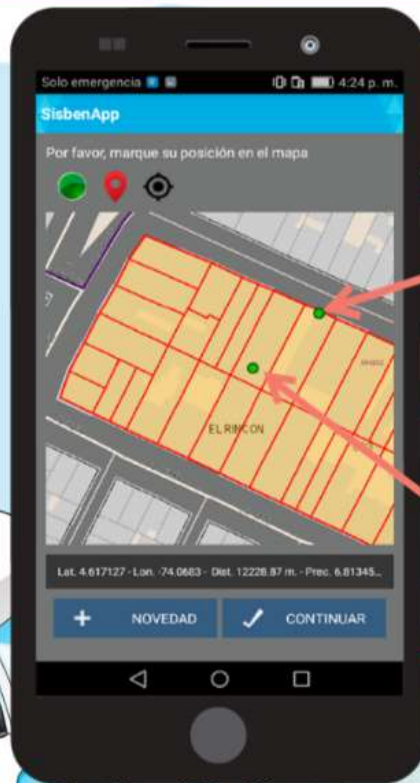 Solo emergencia
4:24 p. m.
SisbenApp
Por favor, marque su posición en el mapa
EL RINCON
Lat. 4.617127 - Lon. -74.0683 - Dist. 12228.87 m. - Prec. 6.81345...
+ NOVEDAD
CONTINUAR